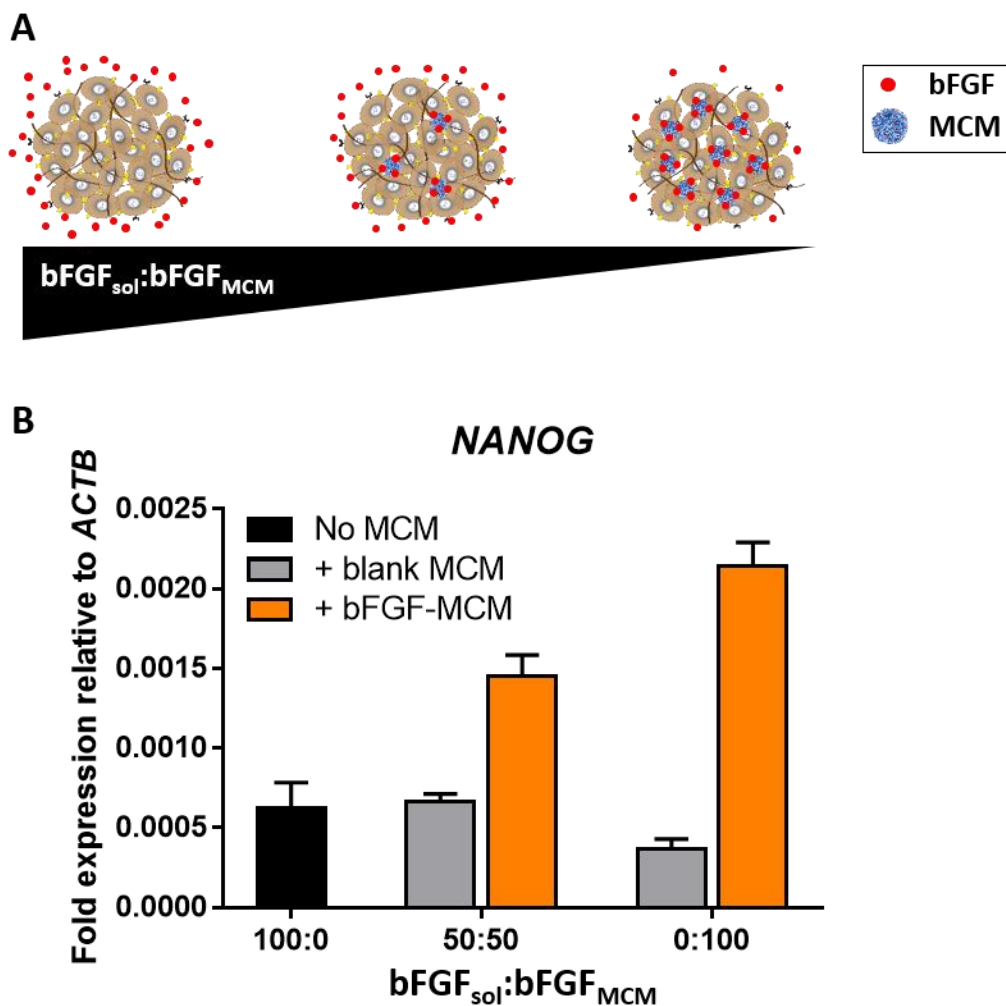 A
bFGF
MCM
bFGFsol:bFGFMCM
B
NANOG
Fold expression relative to ACTB
0.0025
0.0020
0.0015
0.0010
0.0005
0.0000
No MCM
+ blank MCM
+ bFGF-MCM
100:0
50:50
0:100
bFGFsol:bFGFMCM